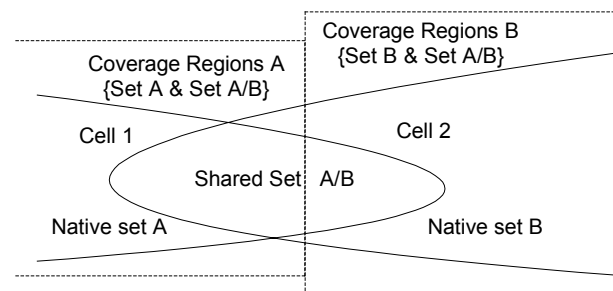 Coverage Regions A
{Set A & Set A/B}
Coverage Regions B
{Set B & Set A/B}
Cell 1
Cell 2
Shared Set A/B
Native set A
Native set B